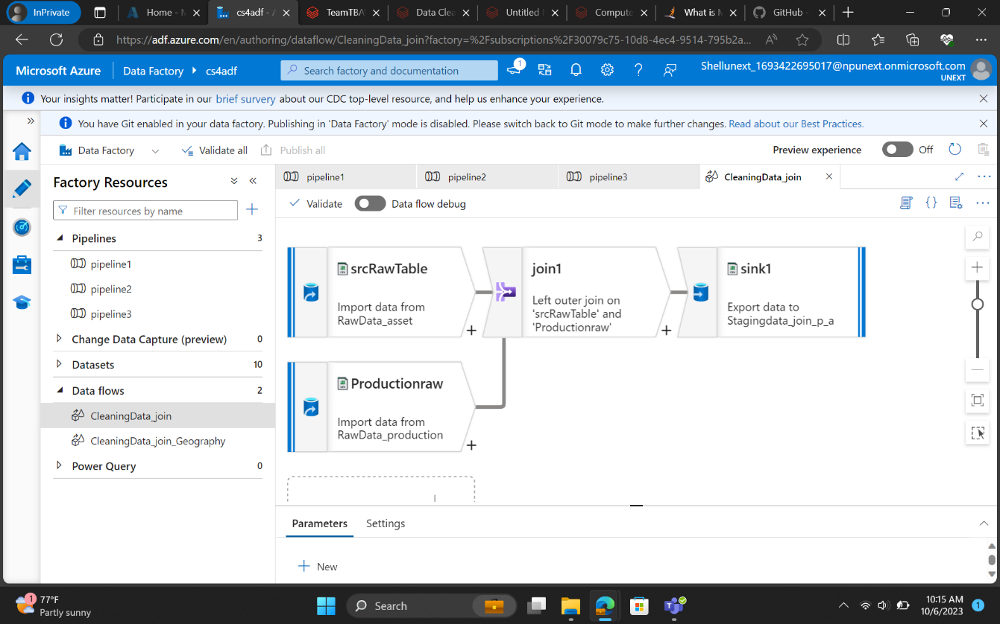 InPrivate
Home - M
cs4adf - A
TeamTBA
Data Clea
Untitled
Compute
What is M
GitHub -
https://adf.azure.com/en/authoring/dataflow/CleaningData_join?factory=%2Fsubscriptions%2F30079c75-10d8-4ec4-9514-795b2a...
Microsoft Azure
Data Factory
cs4adf
Search factory and documentation
1
Shellunext_1693422695017@npunext.onmicrosoft.com
UNEXT
Your insights matter! Participate in our brief survey about our CDC top-level resource, and help us enhance your experience.
You have Git enabled in your data factory. Publishing in 'Data Factory' mode is disabled. Please switch back to Git mode to make further changes. Read about our Best Practices.
Data Factory
Validate all
Publish all
Preview experience
Off
Factory Resources
pipeline1
pipeline2
pipeline3
CleaningData_join
Filter resources by name
Validate
Data flow debug
Pipelines 3
pipeline1
pipeline2
pipeline3
Change Data Capture (preview) 0
Datasets 10
Data flows 2
CleaningData_join
CleaningData_join_Geography
Power Query 0
srcRawTable
Import data from
RawData_asset
join1
Left outer join on
'srcRawTable' and
'Productionraw'
sink1
Export data to
Stagingdata_join_p_a
Productionraw
Import data from
RawData_production
Parameters
Settings
New
1
77°F
Partly sunny
Search
10:15 AM
10/6/2023
1